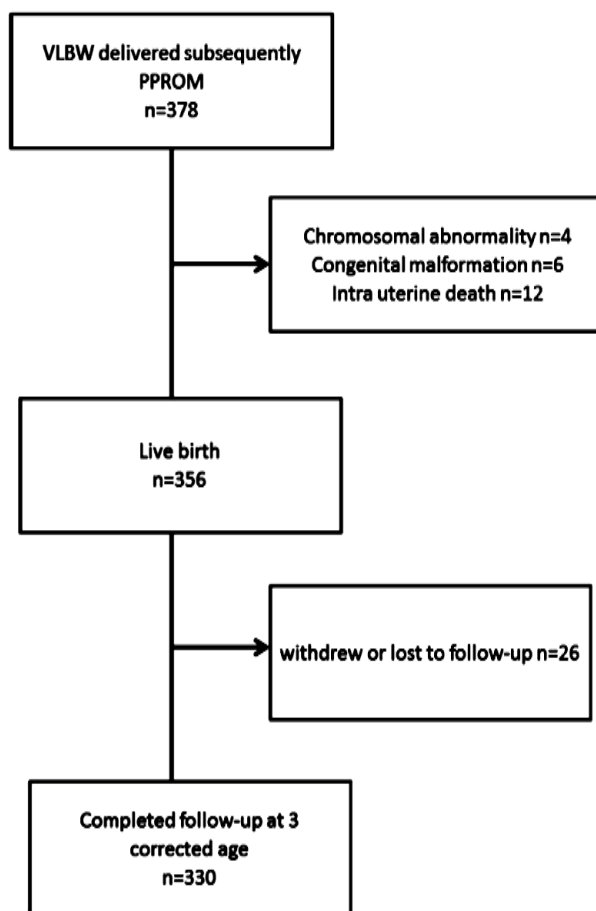 VLBW delivered subsequently
PPROM
n=378
Chromosomal abnormality n=4
Congenital malformation n=6
Intra uterine death n=12
Live birth
n=356
withdrew or lost to follow-up n=26
Completed follow-up at 3
corrected age
n=330